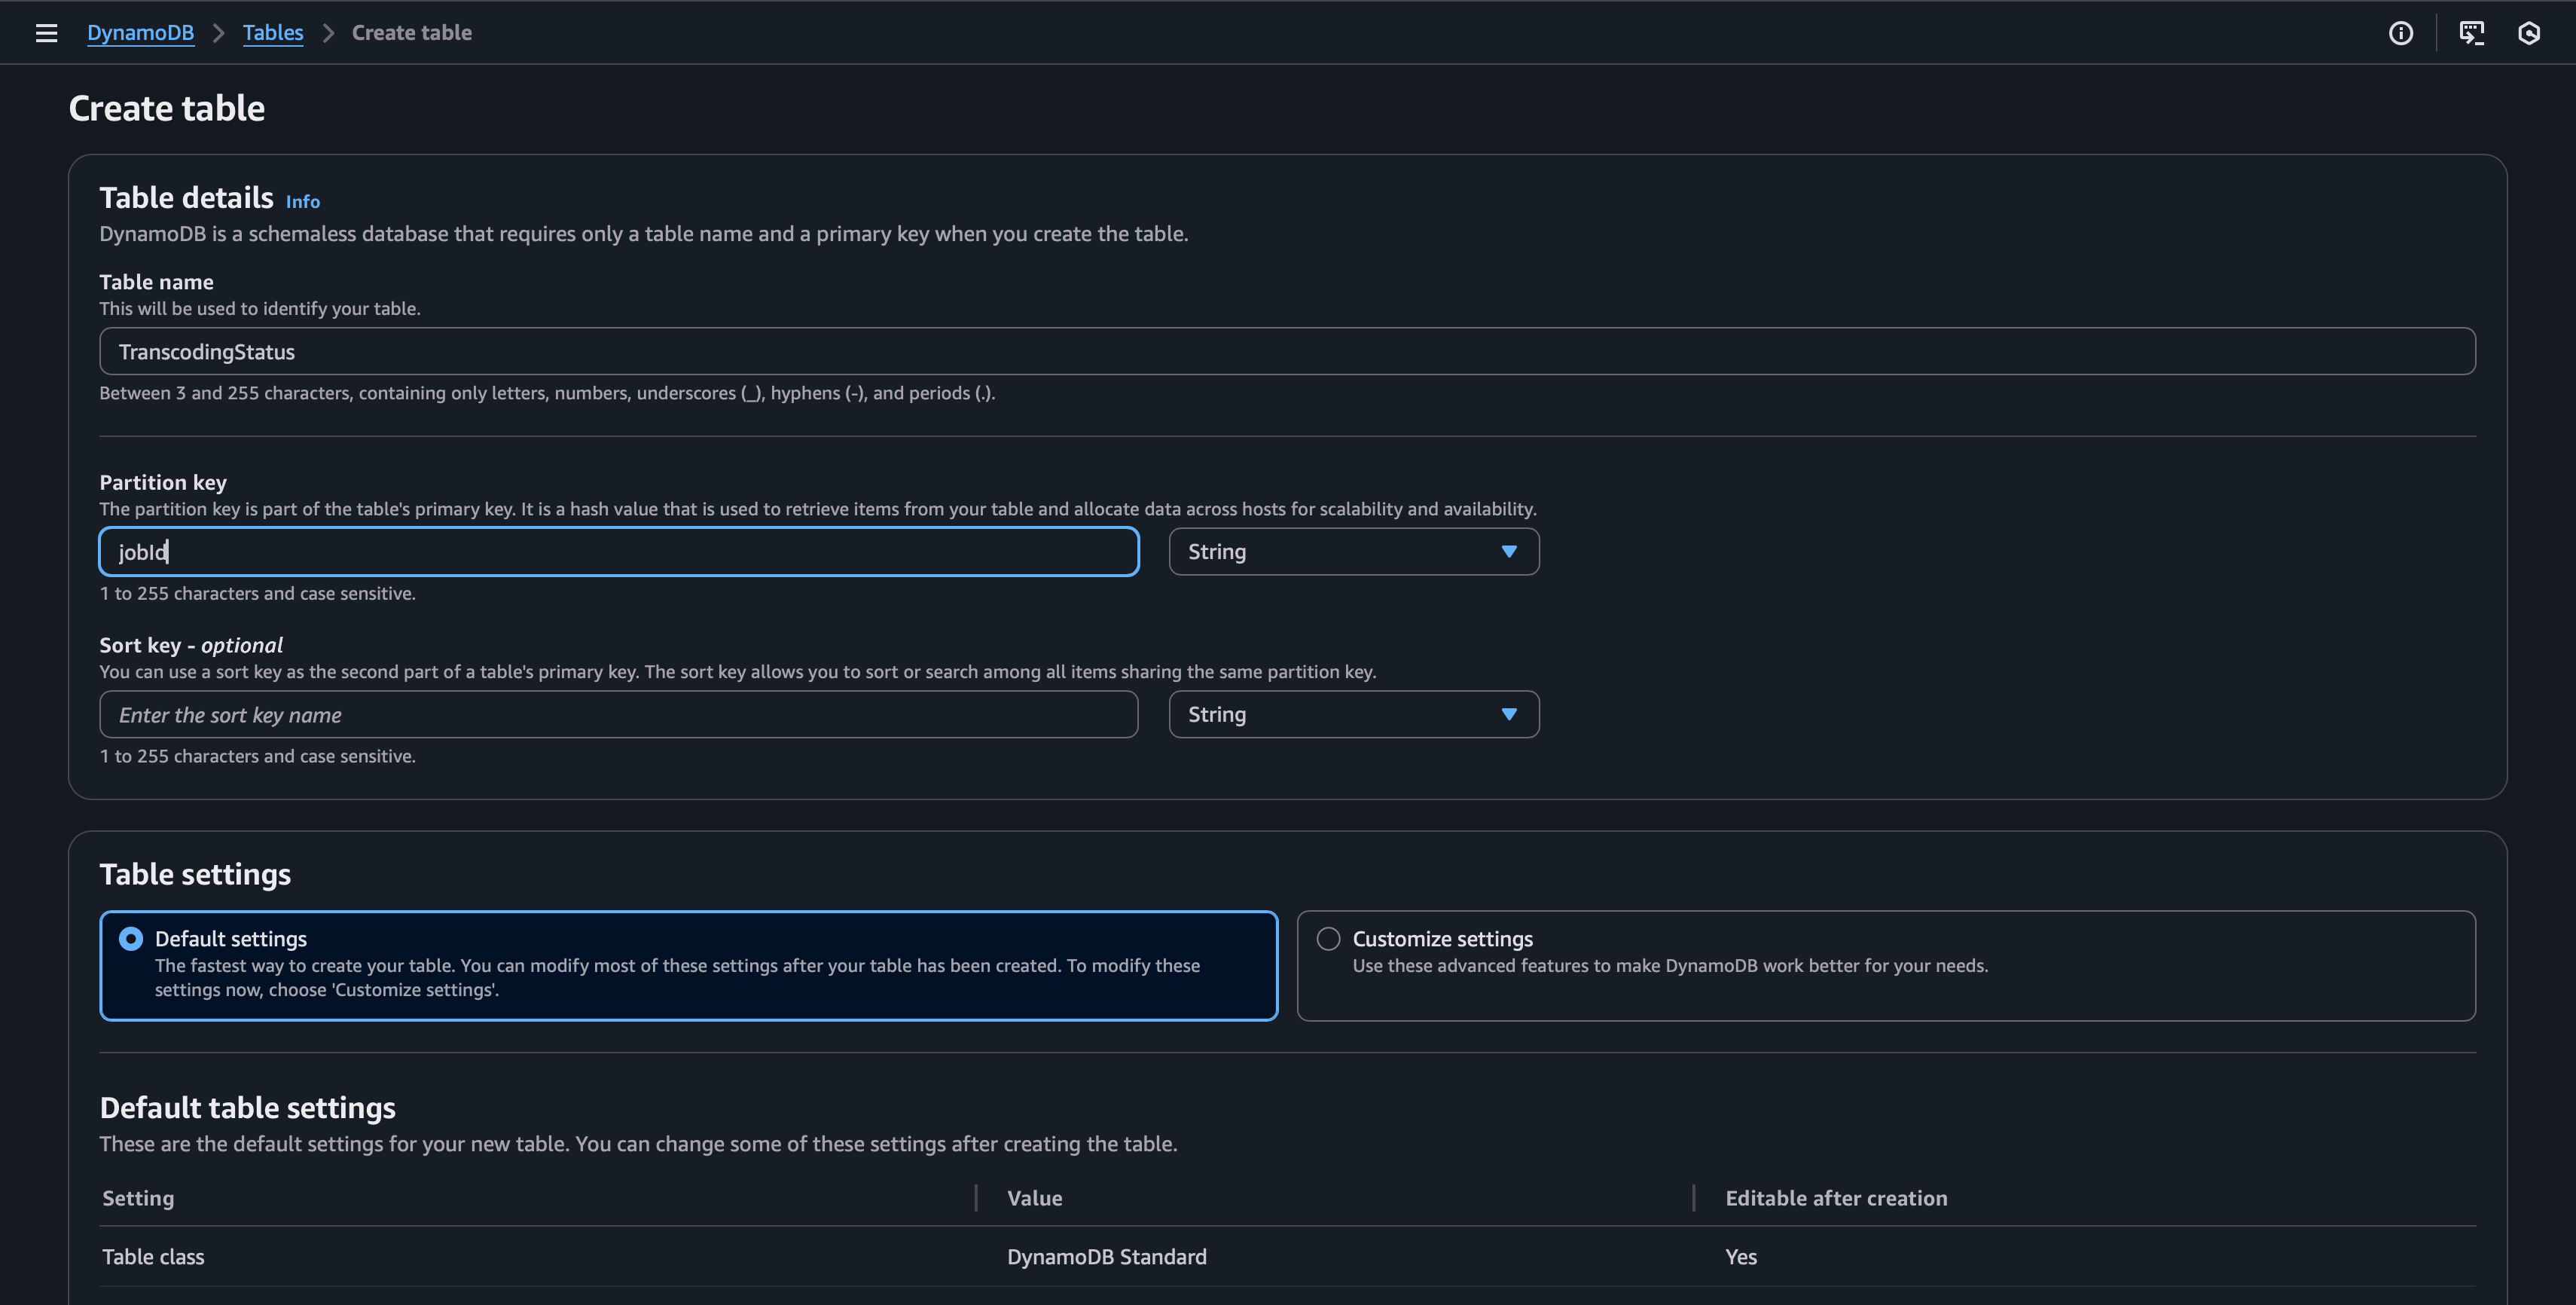 DynamoDB > Tables > Create table
Create table
Table details Info
DynamoDB is a schemaless database that requires only a table name and a primary key when you create the table.
Table name
This will be used to identify your table.
TranscodingStatus
Between 3 and 255 characters, containing only letters, numbers, underscores (_), hyphens (-), and periods (.).
Partition key
The partition key is part of the table's primary key. It is a hash value that is used to retrieve items from your table and allocate data across hosts for scalability and availability.
jobId String
1 to 255 characters and case sensitive.
Sort key - optional
You can use a sort key as the second part of a table's primary key. The sort key allows you to sort or search among all items sharing the same partition key.
Enter the sort key name String
1 to 255 characters and case sensitive.
Table settings
Default settings
The fastest way to create your table. You can modify most of these settings after your table has been created. To modify these
settings now, choose 'Customize settings'.
Customize settings
Use these advanced features to make DynamoDB work better for your needs.
Default table settings
These are the default settings for your new table. You can change some of these settings after creating the table.
Setting Value Editable after creation
Table class DynamoDB Standard Yes